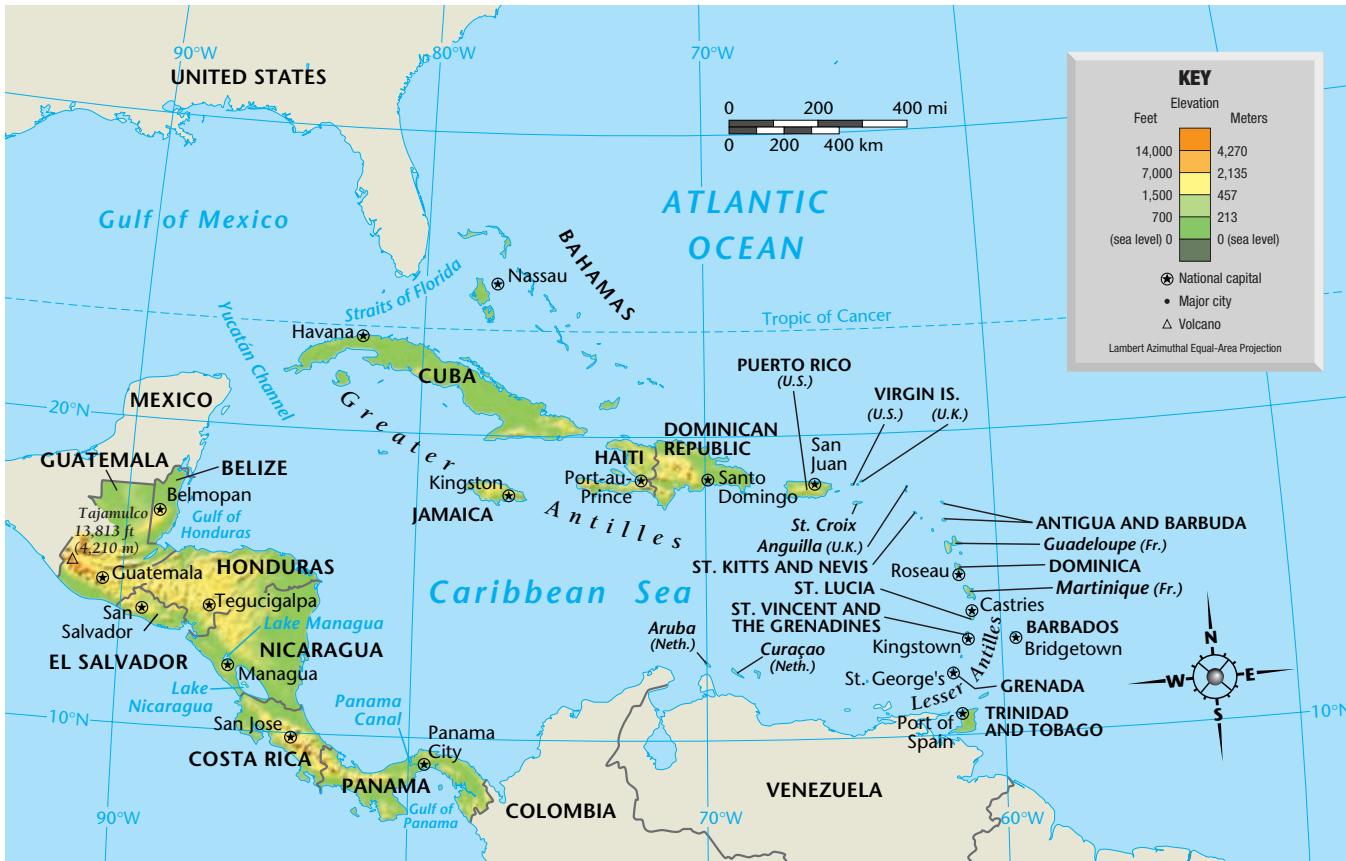 90°W
80°W
70°W
UNITED STATES
0 200 400 mi
0 200 400 km
KEY
Elevation
Feet Meters
14,000 4,270
7,000 2,135
1,500 457
700 213
(sea level) 0 0 (sea level)
National capital
Major city
Volcano
Lambert Azimuthal Equal-Area Projection
Gulf of Mexico
ATLANTIC
OCEAN
BAHAMAS
Nassau
Straits of Florida
Yucatán Channel
Havana
Tropic of Cancer
CUBA
PUERTO RICO
(U.S.)
VIRGIN IS.
(U.S.) (U.K.)
MEXICO
20°N
Greater Antilles
DOMINICAN
REPUBLIC
HAITI
San
Juan
GUATEMALA
BELIZE
Belmopan
Kingston
Port-au-
Prince
Santo
Domingo
JAMAICA
Tajamulco
13,813 ft
(4,210 m)
Gulf of
Honduras
St. Croix
Anguilla (U.K.)
ANTIGUA AND BARBUDA
Guadeloupe (Fr.)
ST. KITTS AND NEVIS
DOMINICA
Roseau
Guatemala
HONDURAS
Caribbean Sea
ST. LUCIA
Martinique (Fr.)
Tegucigalpa
San
Salvador
Castries
ST. VINCENT AND
THE GRENADINES
Lake Managua
Aruba
(Neth.)
Kingstown
BARBADOS
Bridgetown
EL SALVADOR
NICARAGUA
Curaçao
(Neth.)
Managua
St. George's
GRENADA
Lesser Antilles
Lake
Nicaragua
Panama
Canal
N
W E
S
10°N
San Jose
Panama
City
Port of
Spain
TRINIDAD
AND TOBAGO
10°N
COSTA RICA
PANAMA
Gulf of
Panama
COLOMBIA
VENEZUELA
90°W
80°W
70°W
60°W